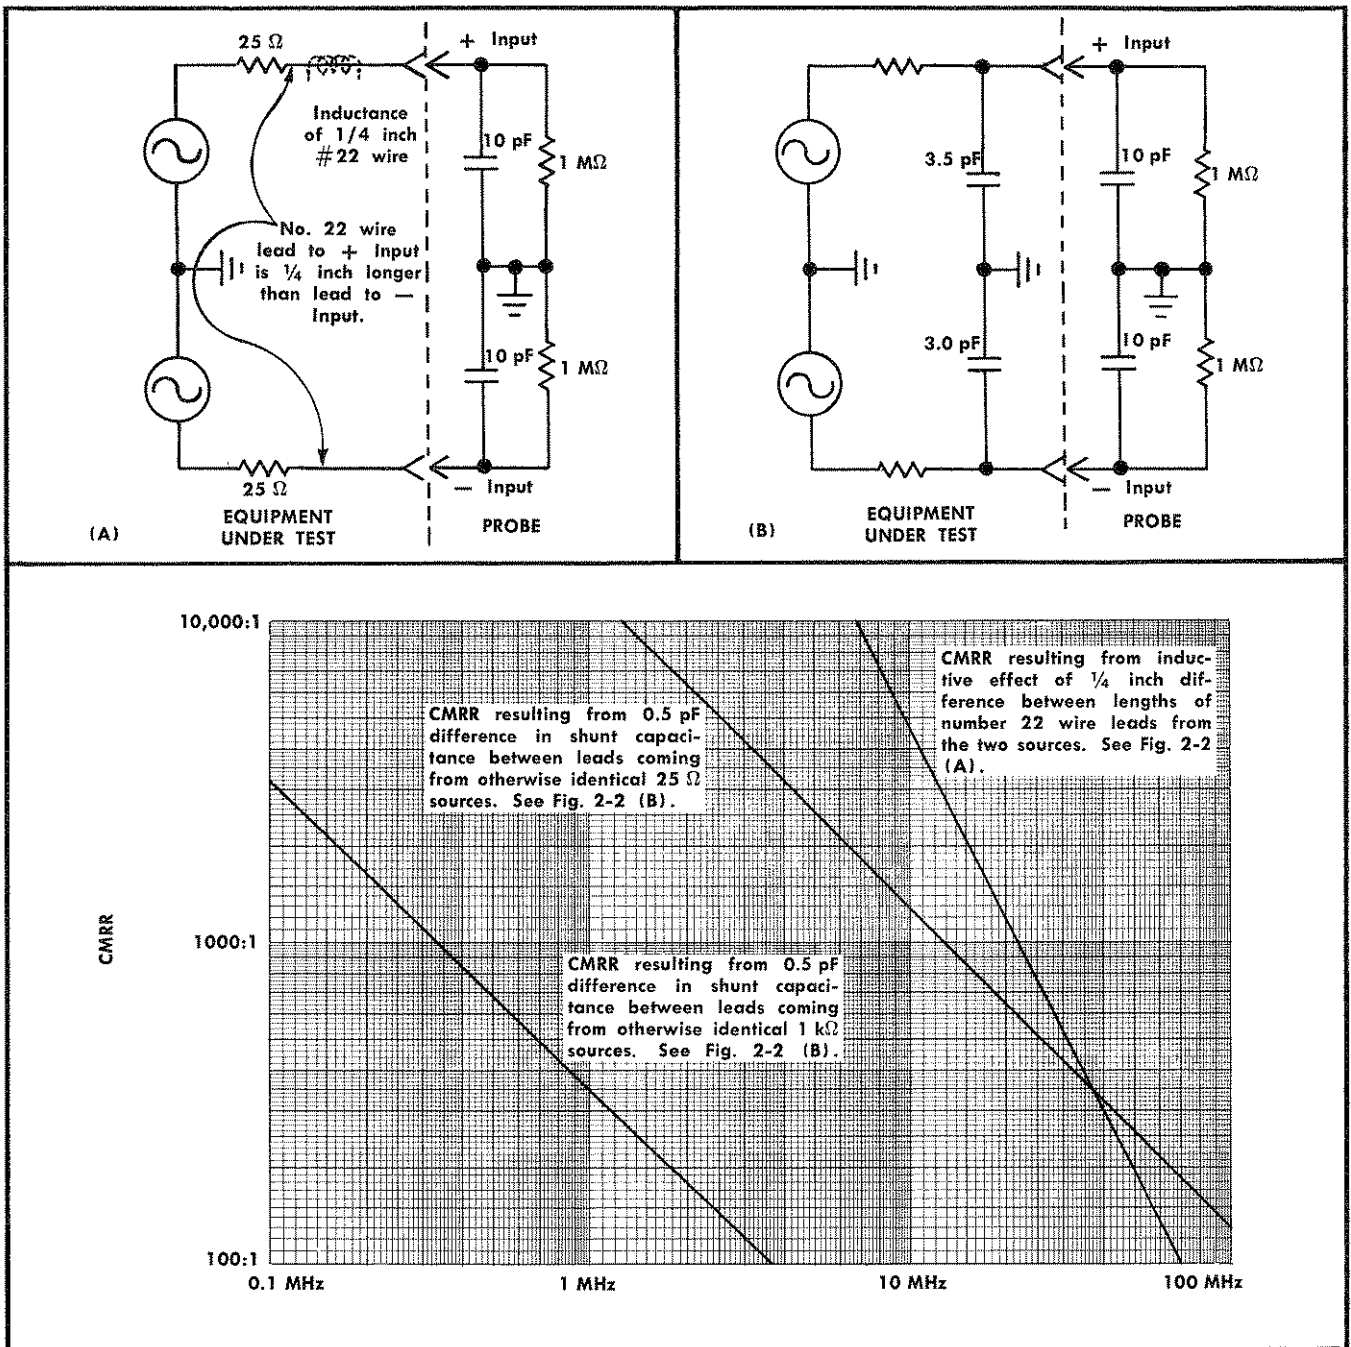 25 Ω
+ Input
Inductance
of 1/4 inch
#22 wire
10 pF
1 MΩ
No. 22 wire
lead to + Input
is ¼ inch longer
than lead to —
Input.
10 pF
1 MΩ
25 Ω
— Input
EQUIPMENT
UNDER TEST
PROBE
(A)
+ Input
3.5 pF
10 pF
1 MΩ
3.0 pF
10 pF
1 MΩ
— Input
EQUIPMENT
UNDER TEST
PROBE
(B)
10,000:1
CMRR resulting from induc-
tive effect of ¼ inch dif-
ference between lengths of
number 22 wire leads from
the two sources. See Fig. 2-2
(A).
CMRR resulting from 0.5 pF
difference in shunt capaci-
tance between leads coming
from otherwise identical 25 Ω
sources. See Fig. 2-2 (B).
CMRR
1000:1
CMRR resulting from 0.5 pF
difference in shunt capaci-
tance between leads coming
from otherwise identical 1 kΩ
sources. See Fig. 2-2 (B).
100:1
0.1 MHz
1 MHz
10 MHz
100 MHz